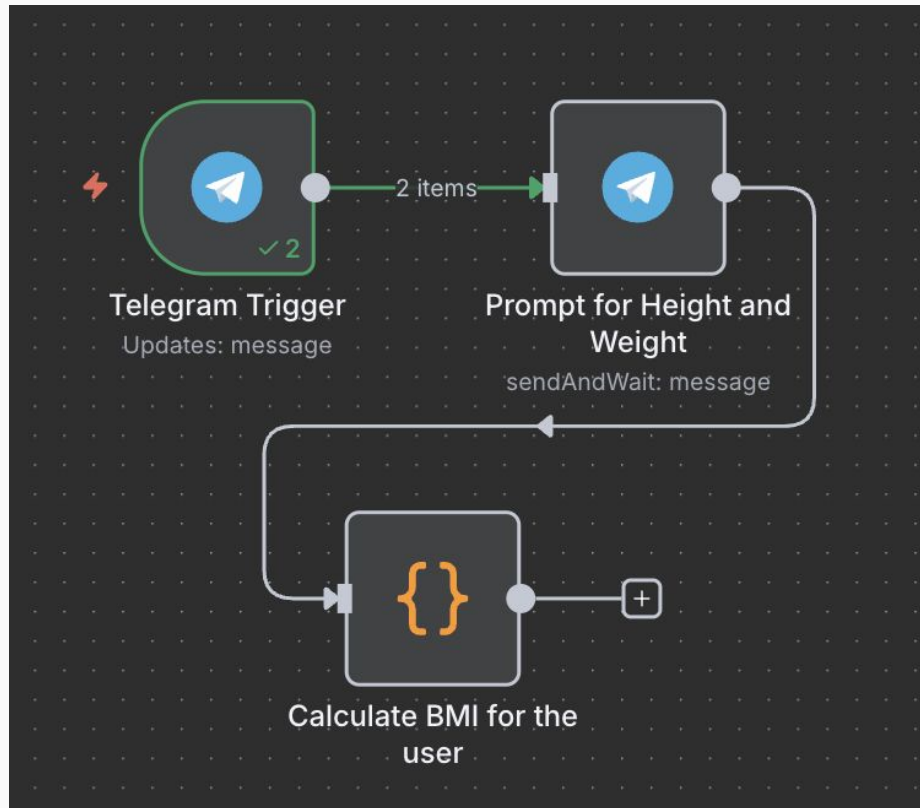 2 items
2
Telegram Trigger
Updates: message
Prompt for Height and
Weight
sendAndWait: message
{}
Calculate BMI for the
user